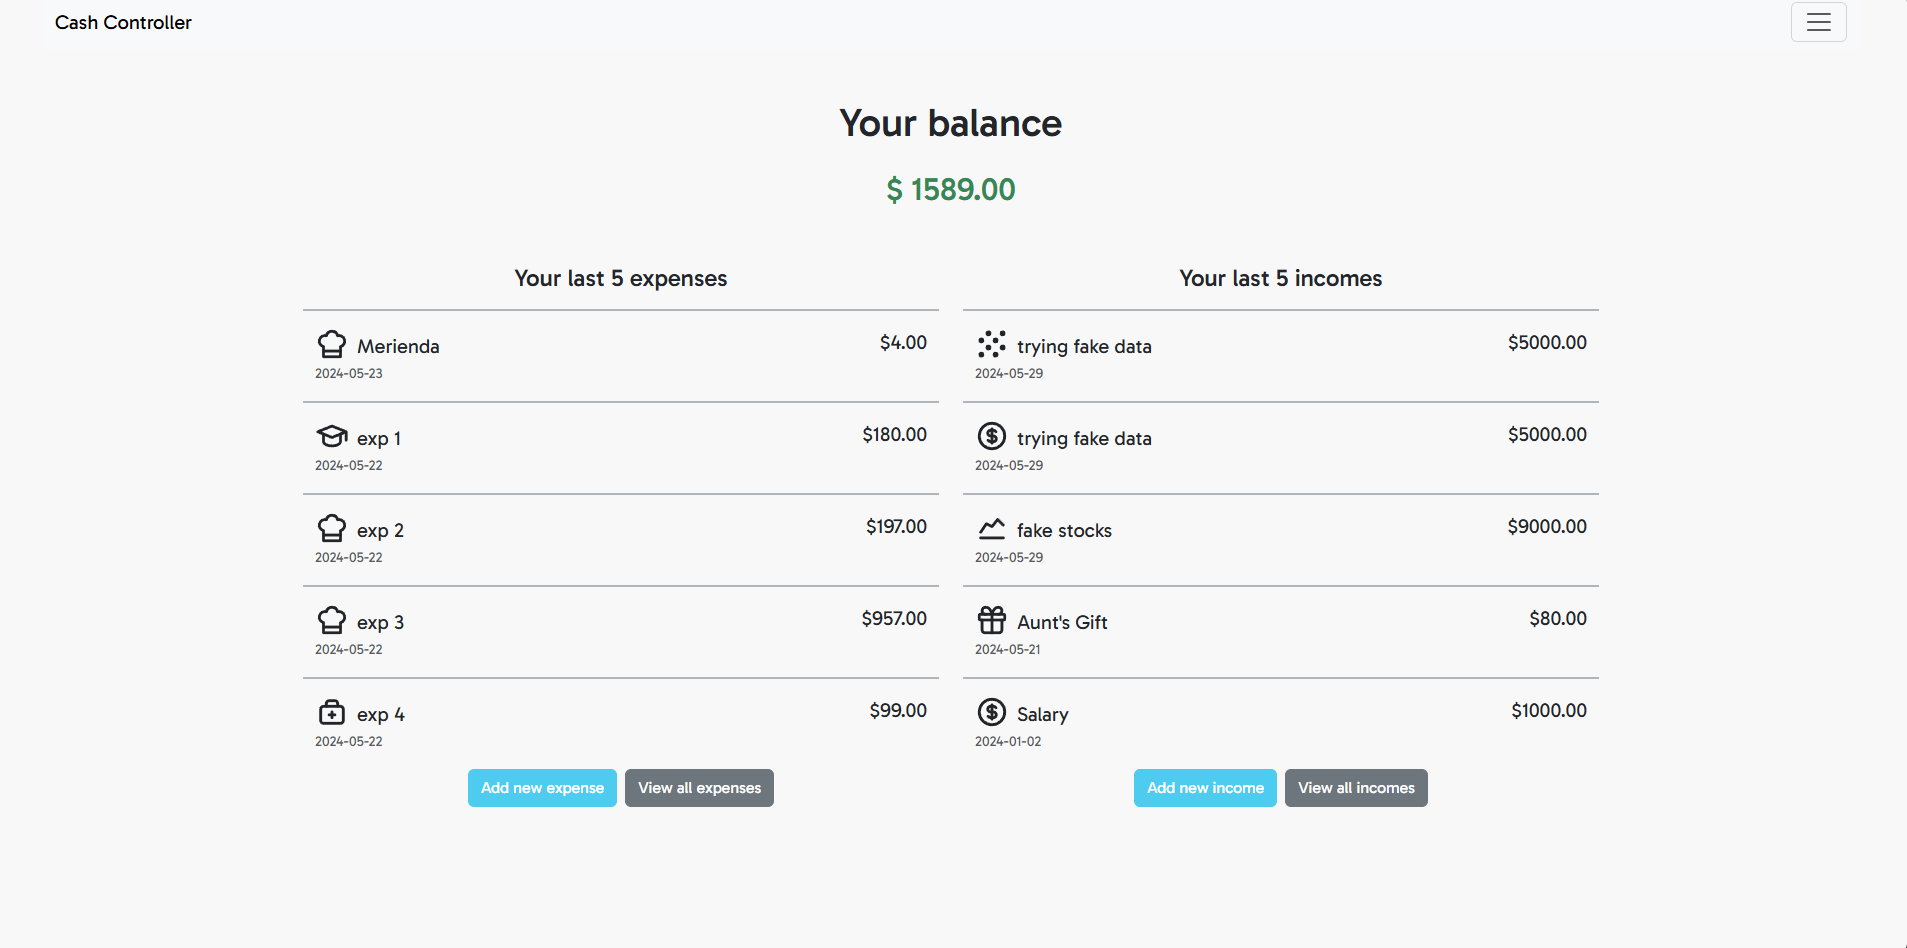 Cash Controller
Your balance
$ 1589.00
Your last 5 expenses
Merienda $4.00
2024-05-23
exp 1 $180.00
2024-05-22
exp 2 $197.00
2024-05-22
exp 3 $957.00
2024-05-22
exp 4 $99.00
2024-05-22
Add new expense View all expenses
Your last 5 incomes
trying fake data $5000.00
2024-05-29
trying fake data $5000.00
2024-05-29
fake stocks $9000.00
2024-05-29
Aunt's Gift $80.00
2024-05-21
Salary $1000.00
2024-01-02
Add new income View all incomes